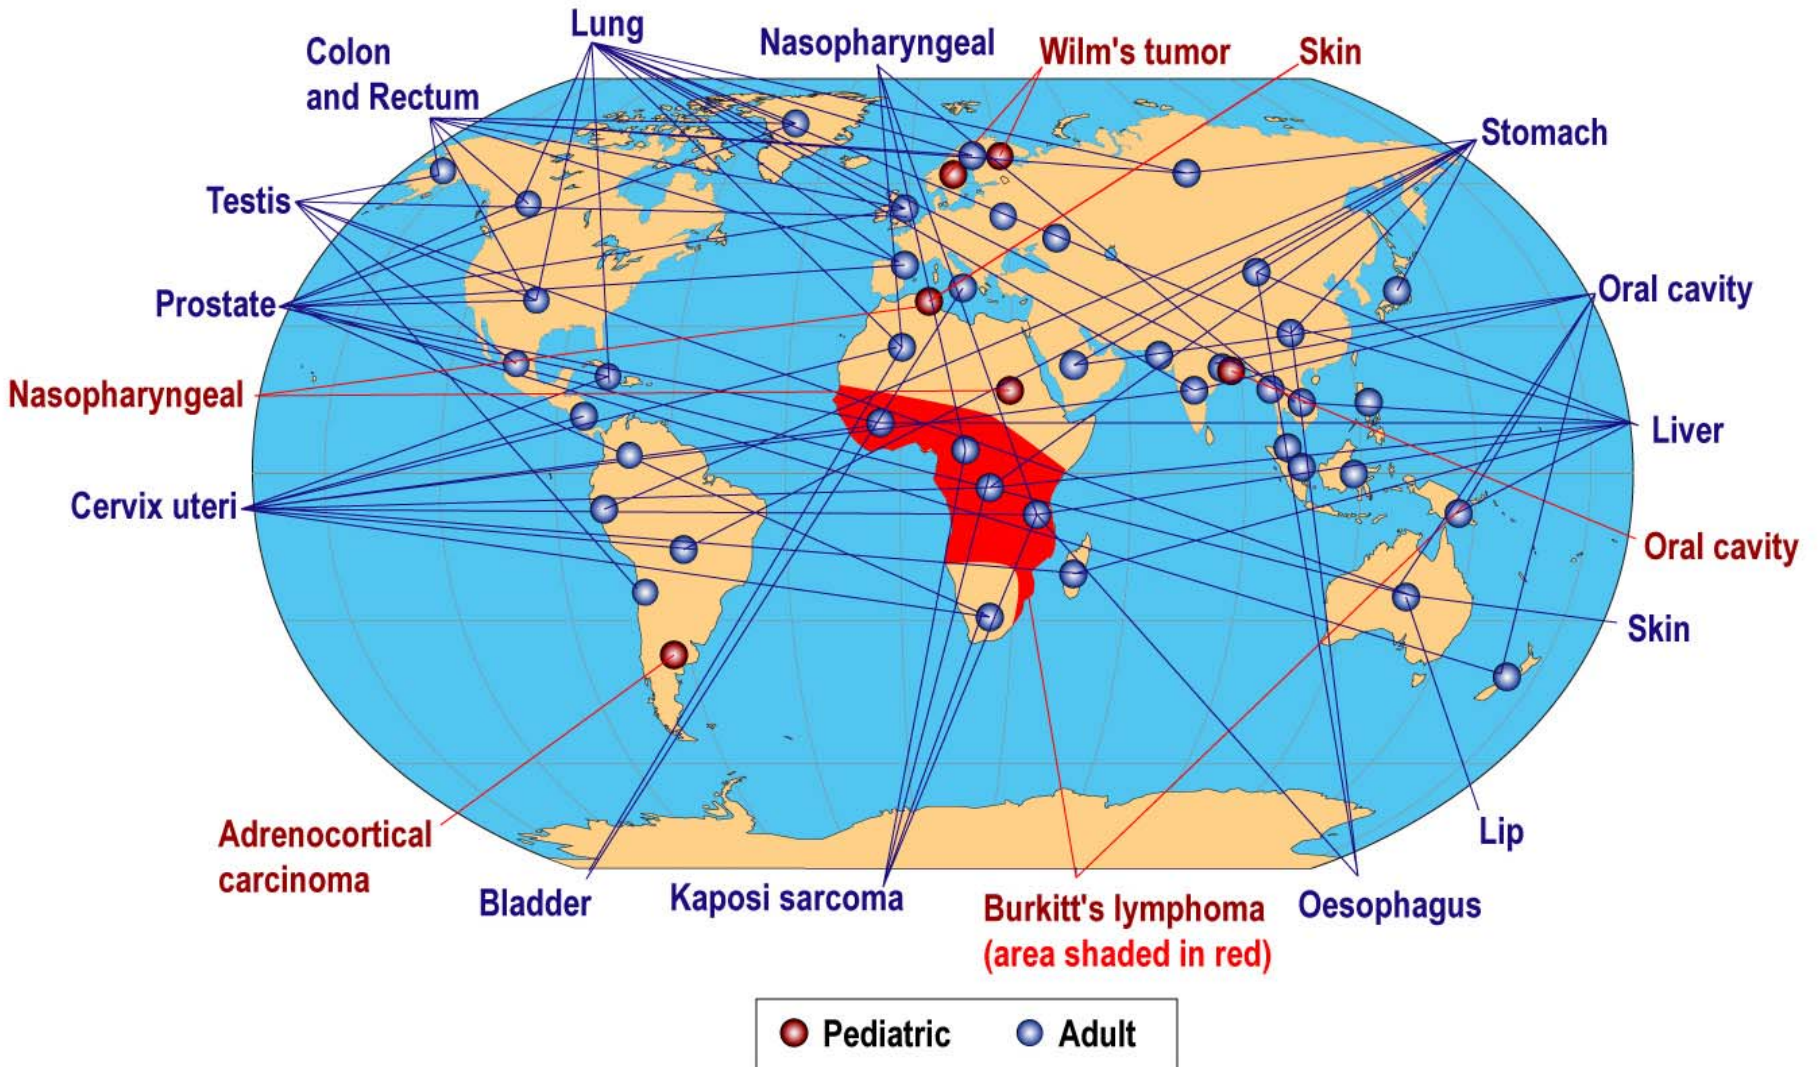 Lung
Colon
and Rectum
Nasopharyngeal
Wilm's tumor
Skin
Stomach
Testis
Prostate
Oral cavity
Nasopharyngeal
Liver
Cervix uteri
Oral cavity
Skin
Adrenocortical
carcinoma
Lip
Bladder
Kaposi sarcoma
Burkitt's lymphoma
(area shaded in red)
Oesophagus
Pediatric
Adult